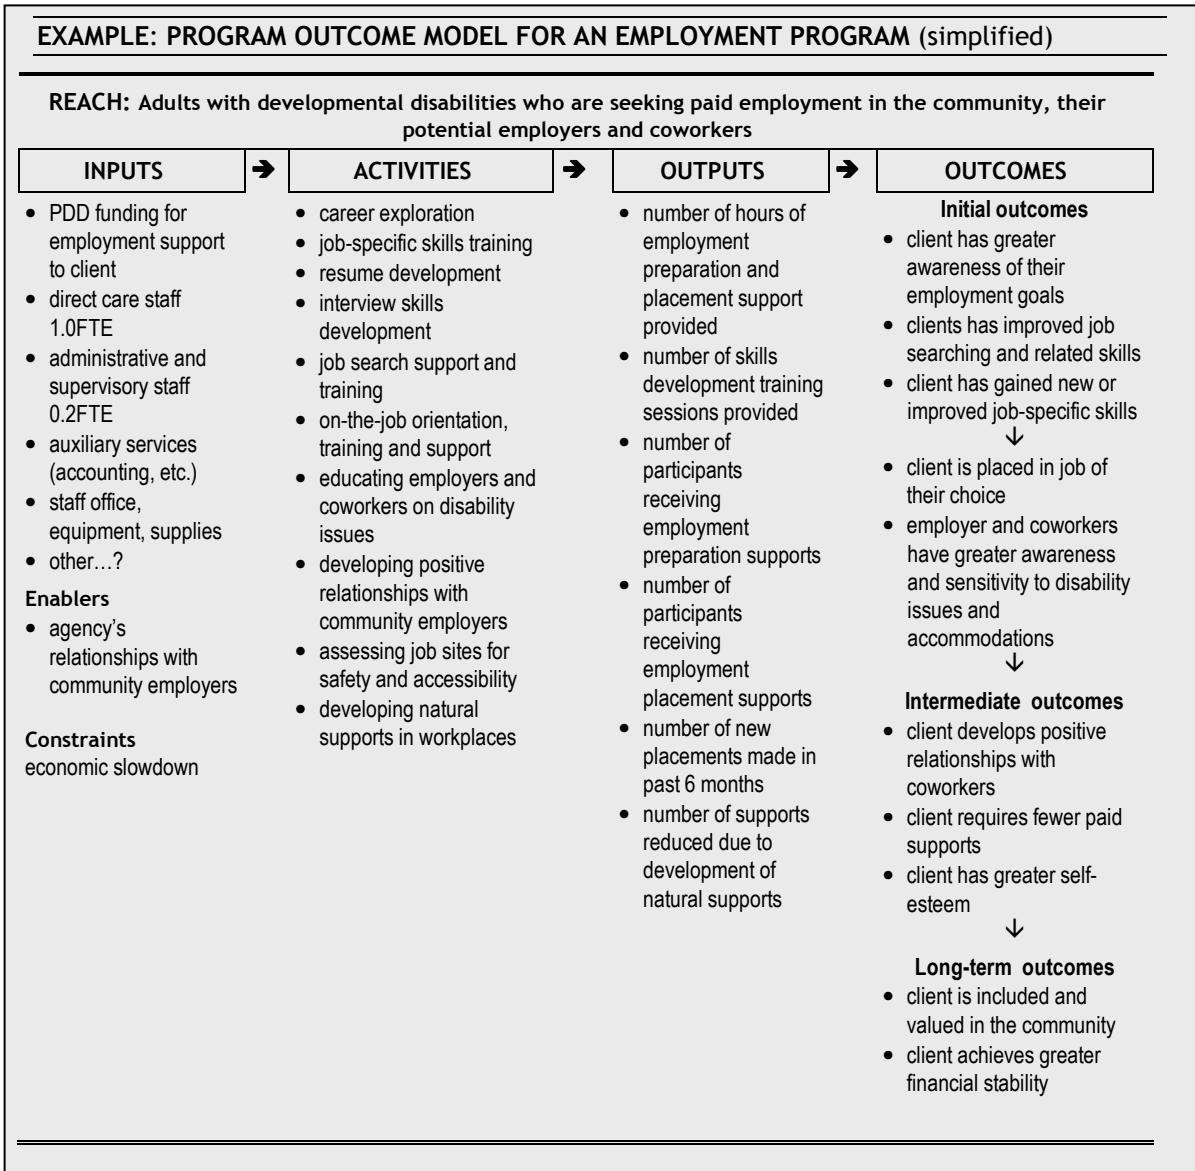 EXAMPLE: PROGRAM OUTCOME MODEL FOR AN EMPLOYMENT PROGRAM (simplified)
REACH: Adults with developmental disabilities who are seeking paid employment in the community, their
potential employers and coworkers
INPUTS ➔ ACTIVITIES ➔ OUTPUTS ➔ OUTCOMES
• PDD funding for
employment support
to client
• direct care staff
1.0FTE
• administrative and
supervisory staff
0.2FTE
• auxiliary services
(accounting, etc.)
• staff office,
equipment, supplies
• other…?
Enablers
• agency's
relationships with
community employers
Constraints
economic slowdown
• career exploration
• job-specific skills training
• resume development
• interview skills
development
• job search support and
training
• on-the-job orientation,
training and support
• educating employers and
coworkers on disability
issues
• developing positive
relationships with
community employers
• assessing job sites for
safety and accessibility
• developing natural
supports in workplaces
• number of hours of
employment
preparation and
placement support
provided
• number of skills
development training
sessions provided
• number of
participants
receiving
employment
preparation supports
• number of
participants
receiving
employment
placement supports
• number of new
placements made in
past 6 months
• number of supports
reduced due to
development of
natural supports
Initial outcomes
• client has greater
awareness of their
employment goals
• clients has improved job
searching and related skills
• client has gained new or
improved job-specific skills
↓
• client is placed in job of
their choice
• employer and coworkers
have greater awareness
and sensitivity to disability
issues and
accommodations
↓
Intermediate outcomes
• client develops positive
relationships with
coworkers
• client requires fewer paid
supports
• client has greater self-
esteem
↓
Long-term outcomes
• client is included and
valued in the community
• client achieves greater
financial stability